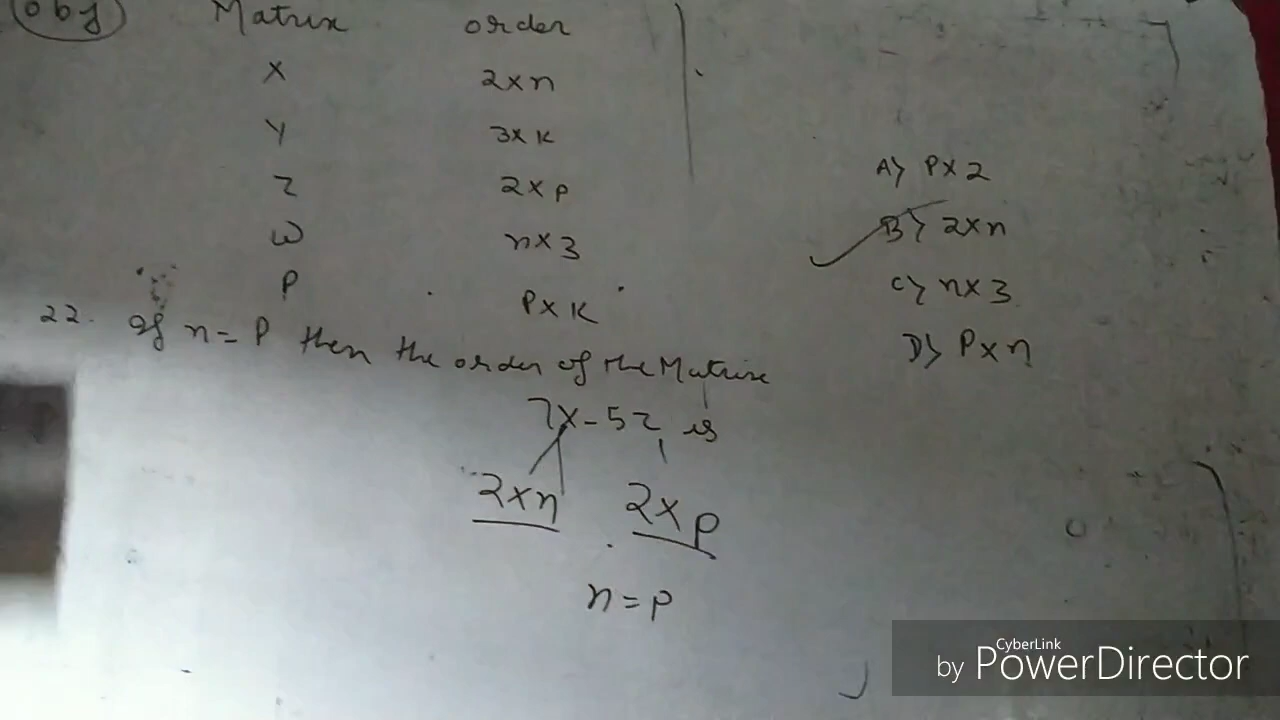 obj Matrix order
X 2×n
Y 3×K
Z 2×p
W n×3
P P×K
22. If n=P then the order of the Matrix
7X-5Z is
2×n 2×p
n=p
A) P×2
B) 2×n
C) n×3
D) P×n
CyberLink
by PowerDirector